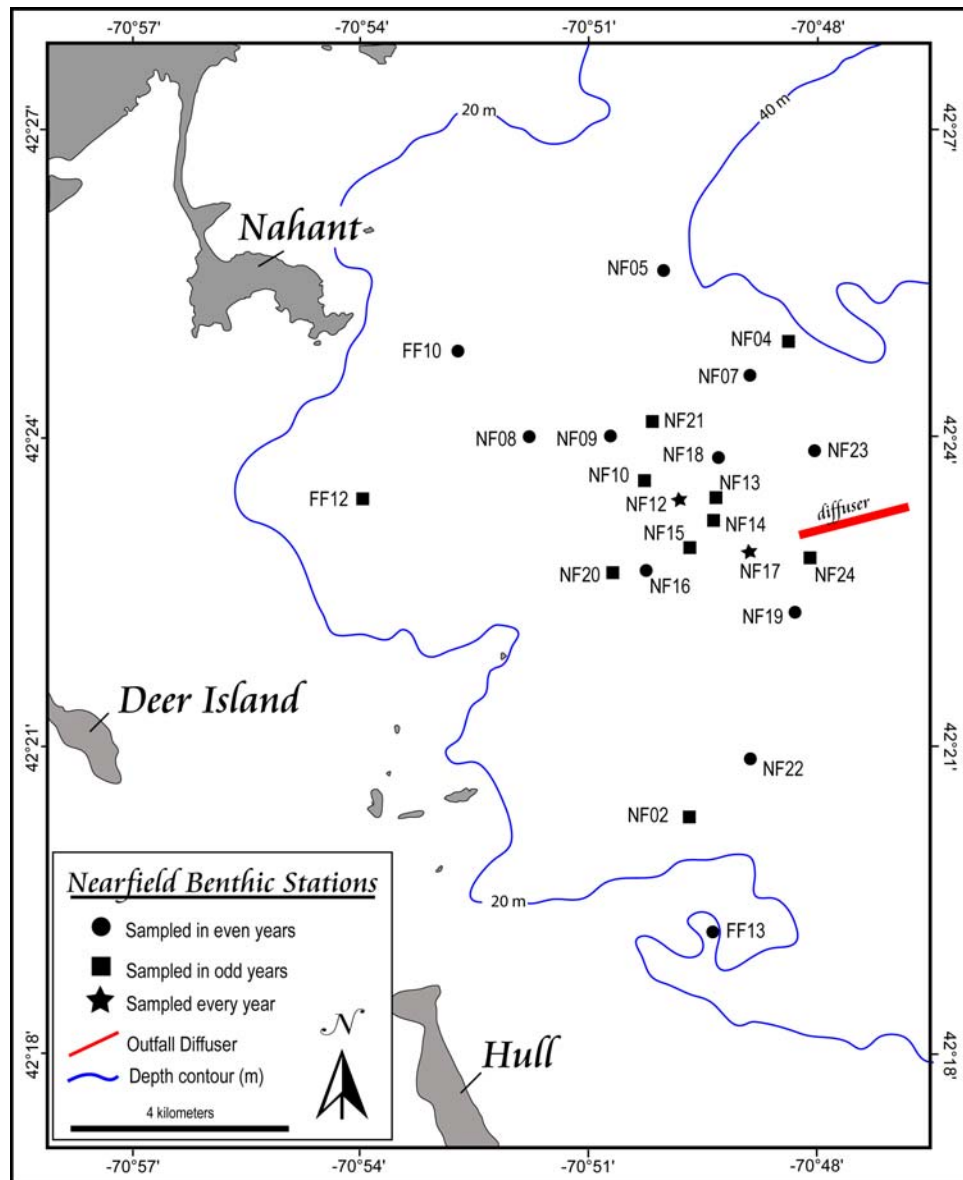 -70°57'
-70°54'
-70°51'
-70°48'
42°27'
42°27'
20 m
40 m
Nahant
NF05
NF04
FF10
NF07
NF21
NF08
NF09
42°24'
42°24'
NF18
NF23
NF10
NF13
FF12
NF12
diffuser
NF14
NF15
NF17
NF24
NF20
NF16
NF19
Deer Island
42°21'
42°21'
NF22
NF02
20 m
FF13
Nearfield Benthic Stations
Sampled in even years
Sampled in odd years
Sampled every year
Outfall Diffuser
Depth contour (m)
4 kilometers
N
Hull
42°18'
42°18'
-70°57'
-70°54'
-70°51'
-70°48'